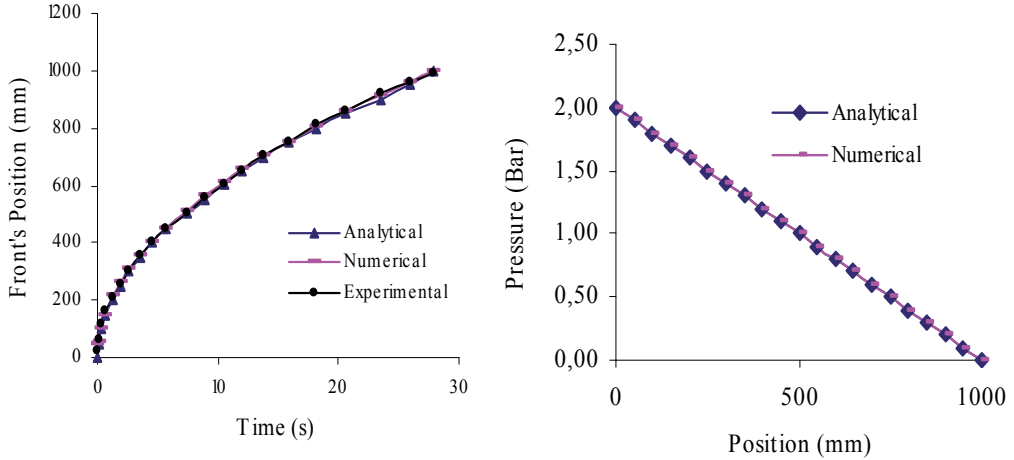 1200
1000
800
600
400
200
0
0 10 20 30
Front's Position (mm)
Time (s)
Analytical
Numerical
Experimental
2,50
2,00
1,50
1,00
0,50
0,00
0 500 1000
Pressure (Bar)
Position (mm)
Analytical
Numerical